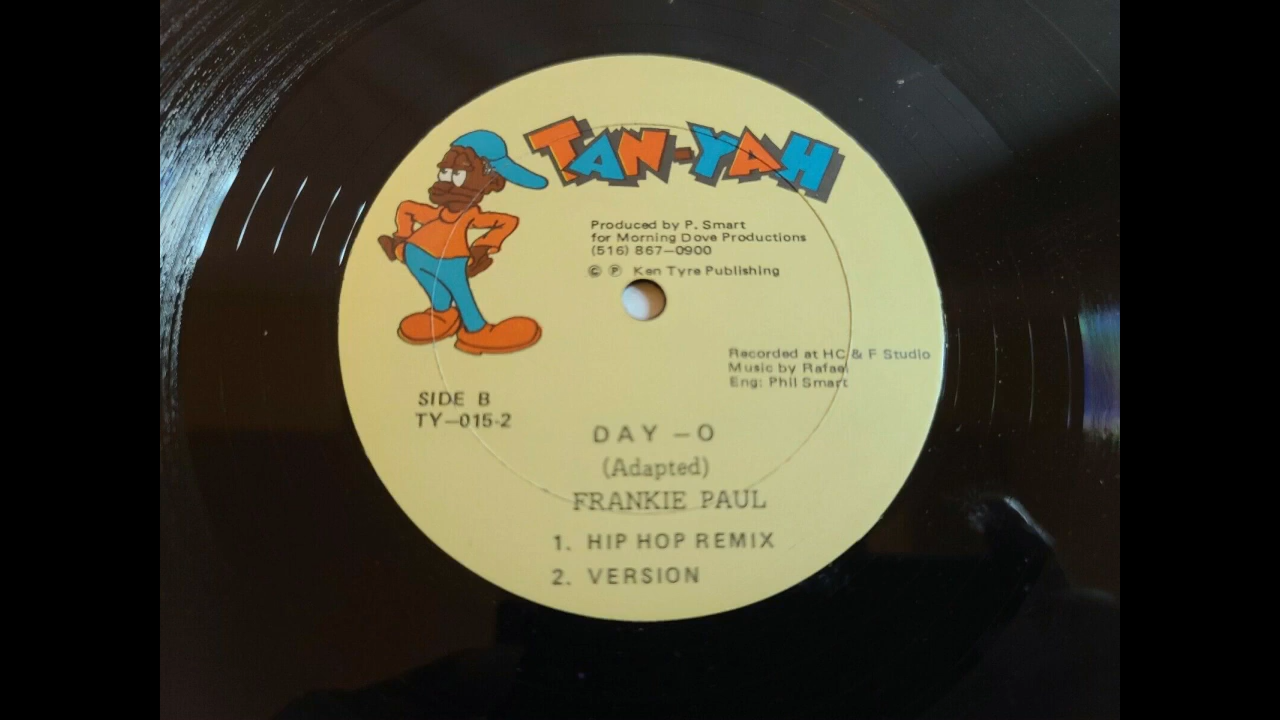 TAN-YAH
Produced by P. Smart
for Morning Dove Productions
(516) 867-0900
© ℗ Ken Tyre Publishing
Recorded at HC & F Studio
Music by Rafael
Eng: Phil Smart
SIDE B
TY-015-2
DAY -O
(Adapted)
FRANKIE PAUL
1. HIP HOP REMIX
2. VERSION